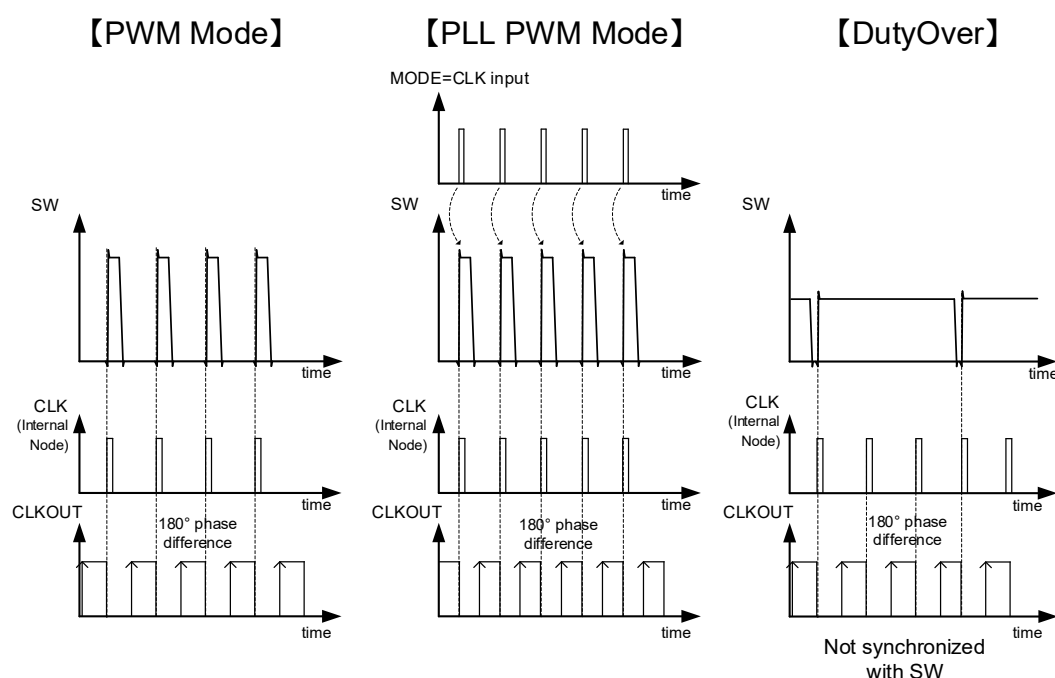 【PWM Mode】
【PLL PWM Mode】
【DutyOver】
MODE=CLK input
time
SW
time
CLK
(Internal
Node)
time
CLKOUT
180° phase
difference
time
SW
time
CLK
(Internal
Node)
time
CLKOUT
180° phase
difference
time
SW
time
CLK
(Internal
Node)
time
CLKOUT
180° phase
difference
time
Not synchronized
with SW